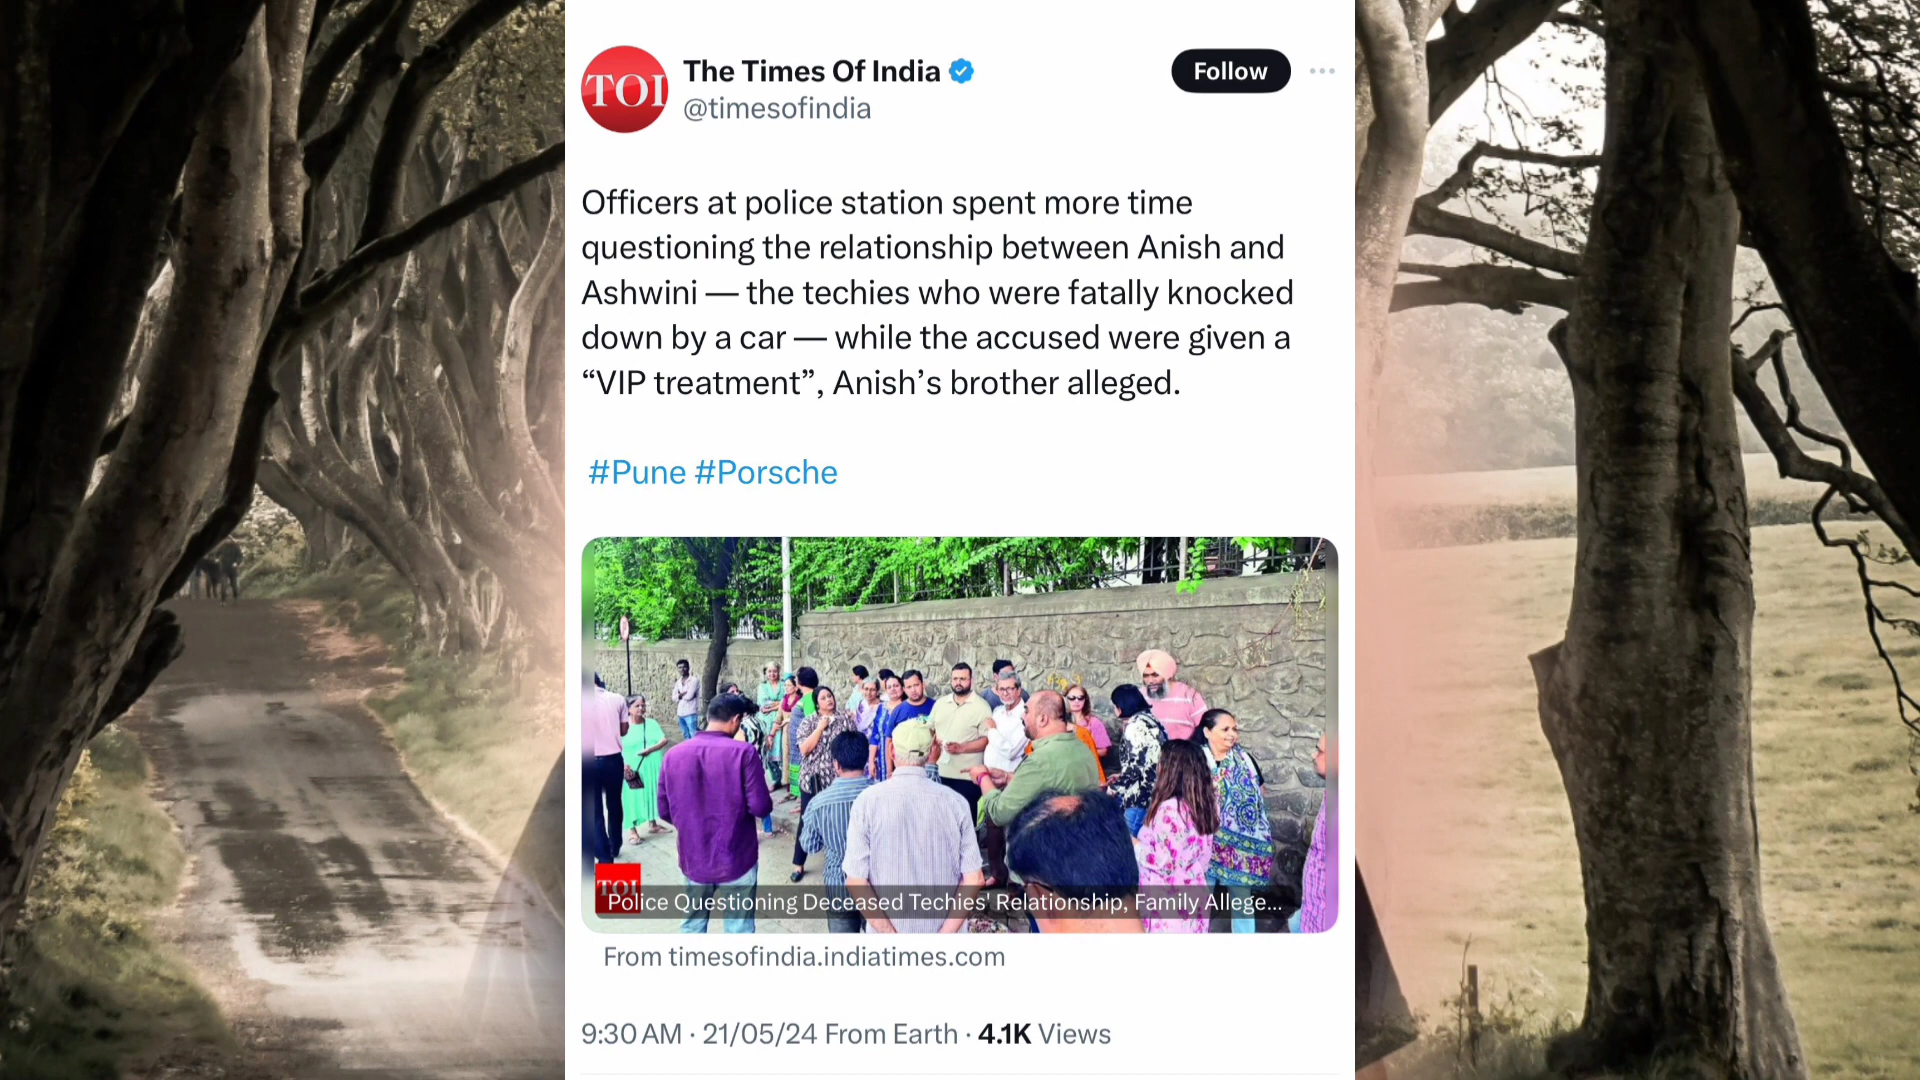 TOI
The Times Of India
Follow
@timesofindia
Officers at police station spent more time
questioning the relationship between Anish and
Ashwini — the techies who were fatally knocked
down by a car — while the accused were given a
“VIP treatment”, Anish’s brother alleged.
#Pune #Porsche
TOI
Police Questioning Deceased Techies' Relationship, Family Allege...
From timesofindia.indiatimes.com
9:30 AM · 21/05/24 From Earth · 4.1K Views